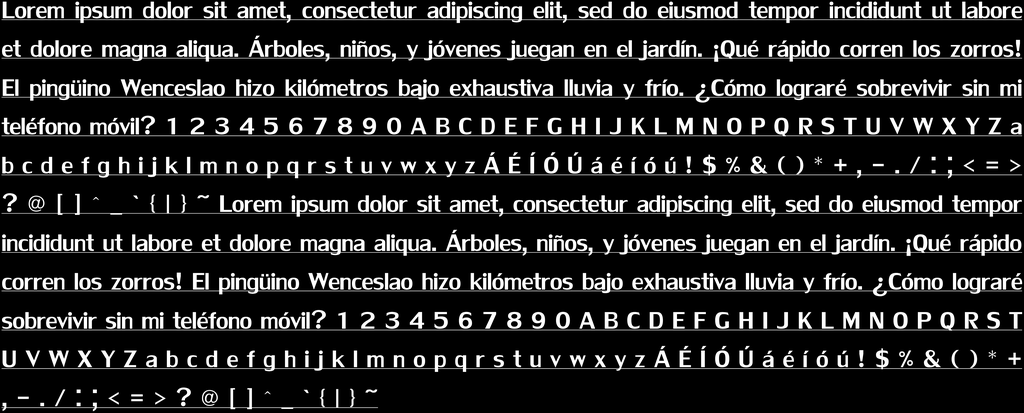 Lorem ipsum dolor sit amet, consectetur adipiscing elit, sed do eiusmod tempor incididunt ut labore
et dolore magna aliqua. Árboles, niños, y jóvenes juegan en el jardín. ¡Qué rápido corren los zorros!
El pingüino Wenceslao hizo kilómetros bajo exhaustiva lluvia y frío. ¿Cómo lograré sobrevivir sin mi
teléfono móvil? 1 2 3 4 5 6 7 8 9 0 A B C D E F G H I J K L M N O P Q R S T U V W X Y Z a
b c d e f g h i j k l m n o p q r s t u v w x y z Á É Í Ó Ú á é í ó ú ! $ % & ( ) * + , - . / : ; < = >
? @ [ ] ^ _ ` { | } ~ Lorem ipsum dolor sit amet, consectetur adipiscing elit, sed do eiusmod tempor
incididunt ut labore et dolore magna aliqua. Árboles, niños, y jóvenes juegan en el jardín. ¡Qué rápido
corren los zorros! El pingüino Wenceslao hizo kilómetros bajo exhaustiva lluvia y frío. ¿Cómo lograré
sobrevivir sin mi teléfono móvil? 1 2 3 4 5 6 7 8 9 0 A B C D E F G H I J K L M N O P Q R S T
U V W X Y Z a b c d e f g h i j k l m n o p q r s t u v w x y z Á É Í Ó Ú á é í ó ú ! $ % & ( ) * +
, - . / : ; < = > ? @ [ ] ^ _ ` { | } ~